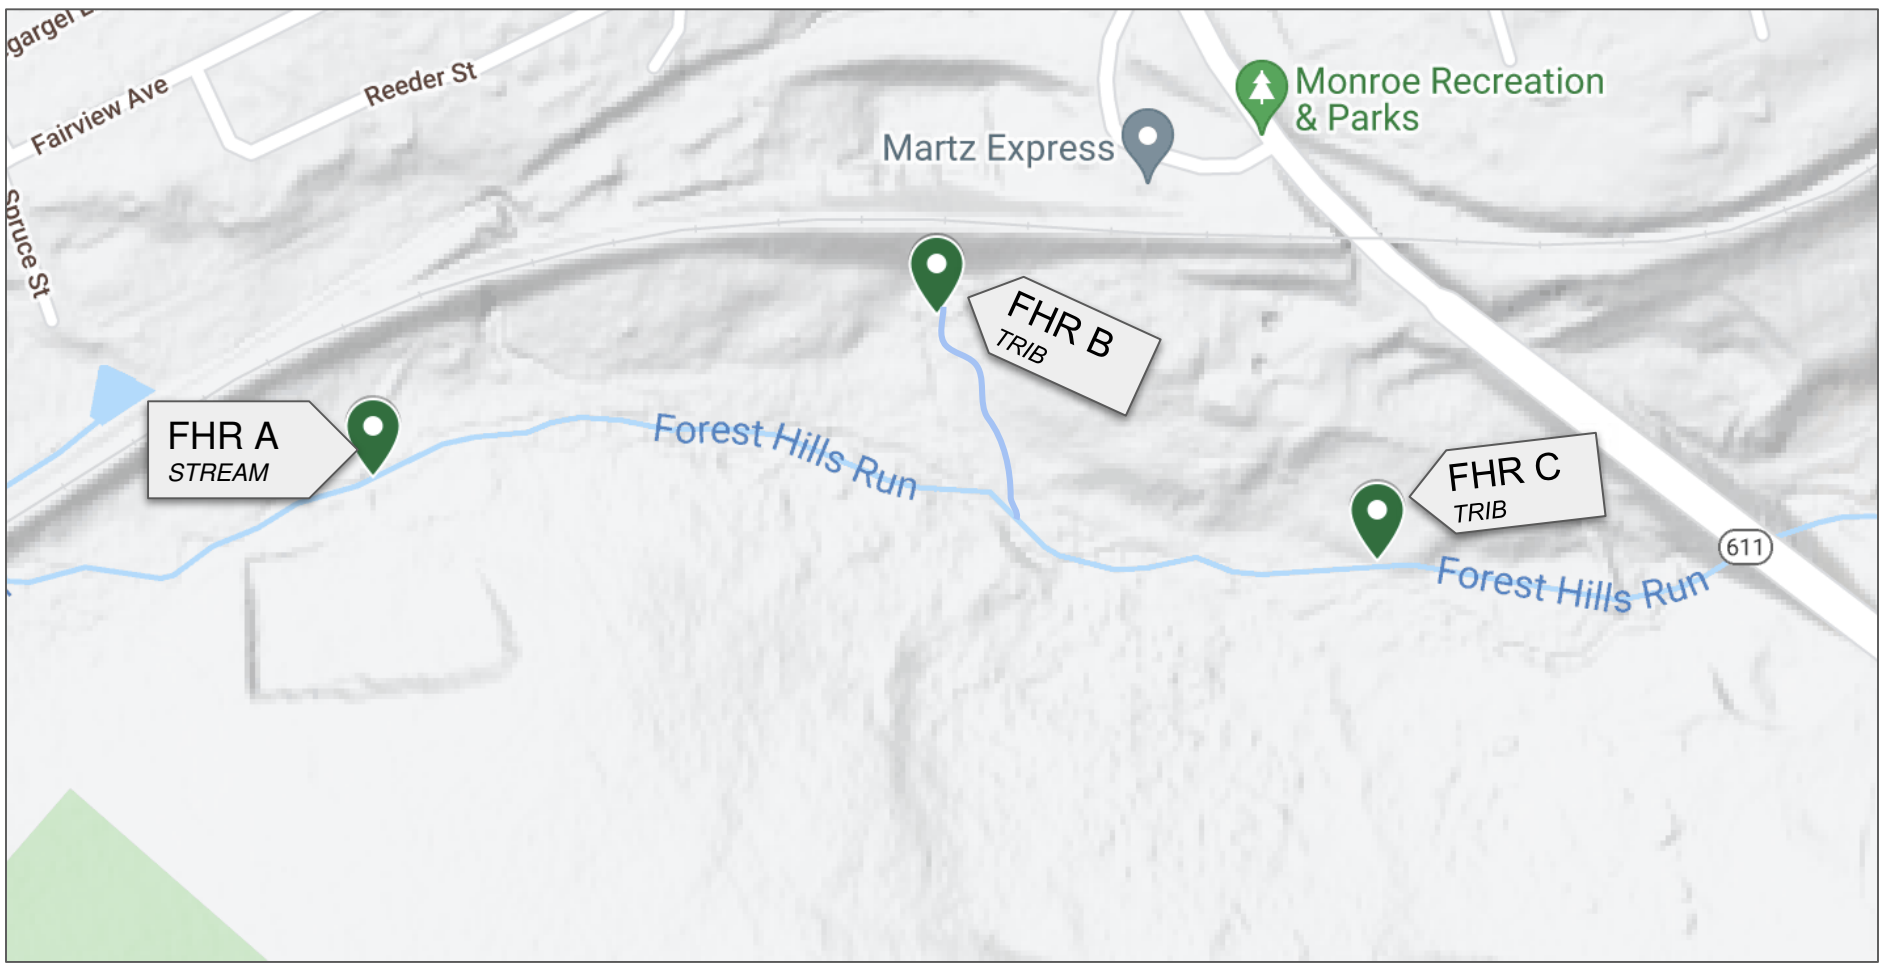 Fairview Ave
Reeder St
Spruce St
Monroe Recreation
& Parks
Martz Express
FHR B
TRIB
FHR A
STREAM
Forest Hills Run
FHR C
TRIB
611
Forest Hills Run